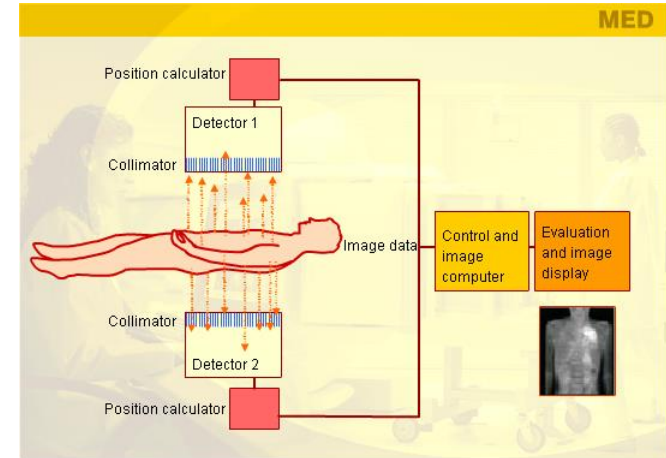 MED
Position calculator
Detector 1
Collimator
Image data
Control and
image
computer
Evaluation
and image
display
Collimator
Detector 2
Position calculator